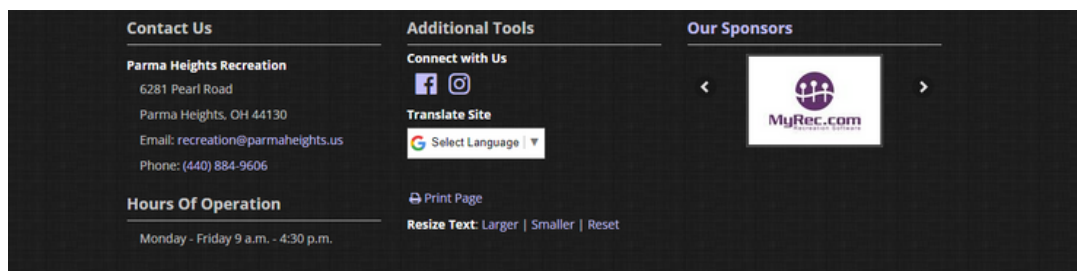 Contact Us
Parma Heights Recreation
6281 Pearl Road
Parma Heights, OH 44130
Email: recreation@parmaheights.us
Phone: (440) 884-9606
Hours Of Operation
Monday - Friday 9 a.m. - 4:30 p.m.
Additional Tools
Connect with Us
Translate Site
G Select Language | ▼
Print Page
Resize Text: Larger | Smaller | Reset
Our Sponsors
MyRec.com
Recreation Software